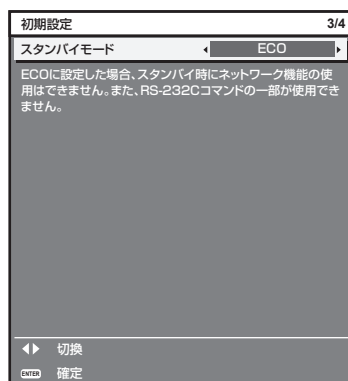 初期設定 3/4
スタンバイモード ECO
ECOに設定した場合、スタンバイ時にネットワーク機能の使
用はできません。また、RS-232Cコマンドの一部が使用でき
ません。
切換
ENTER 確定